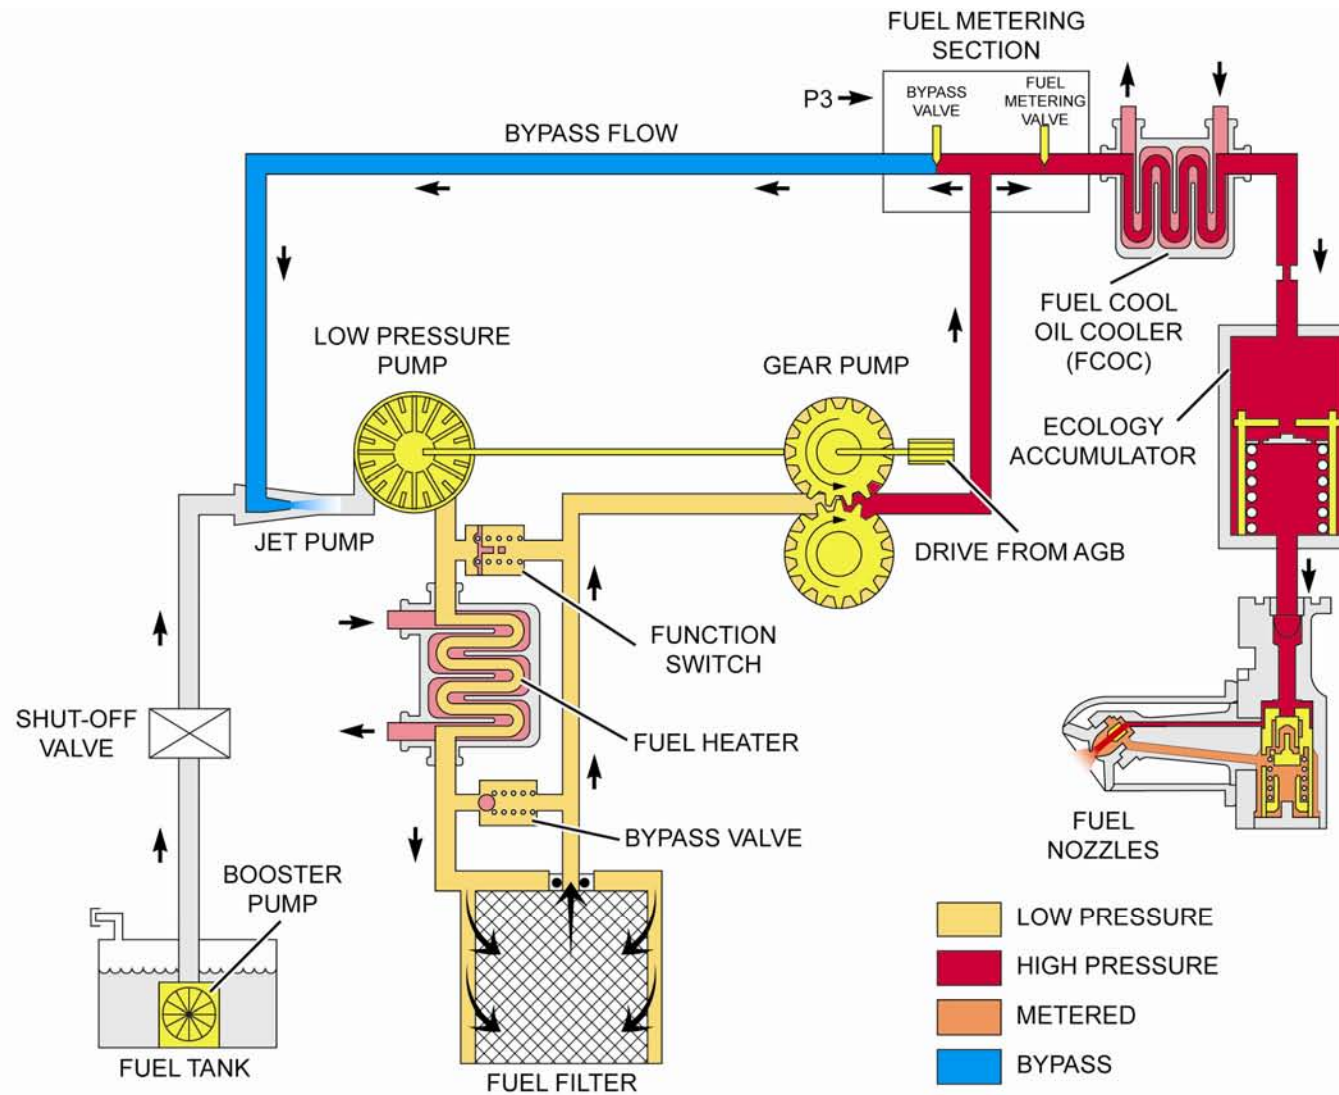 FUEL METERING
SECTION
P3
BYPASS
VALVE
FUEL
METERING
VALVE
BYPASS FLOW
LOW PRESSURE
PUMP
GEAR PUMP
FUEL COOL
OIL COOLER
(FCOC)
ECOLOGY
ACCUMULATOR
JET PUMP
DRIVE FROM AGB
FUNCTION
SWITCH
SHUT-OFF
VALVE
FUEL HEATER
BYPASS VALVE
FUEL
NOZZLES
BOOSTER
PUMP
FUEL TANK
FUEL FILTER
LOW PRESSURE
HIGH PRESSURE
METERED
BYPASS